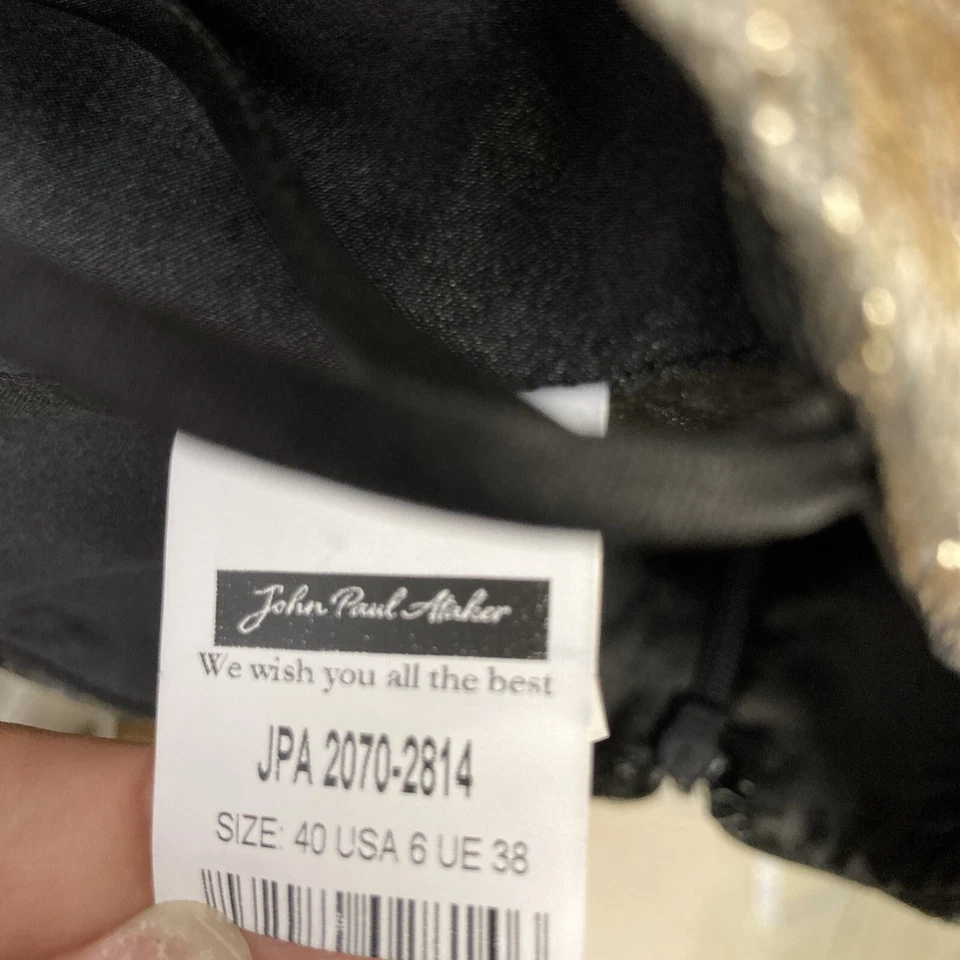 John Paul Ataker
We wish you all the best
JPA 2070-2814
SIZE: 40 USA 6 UE 38